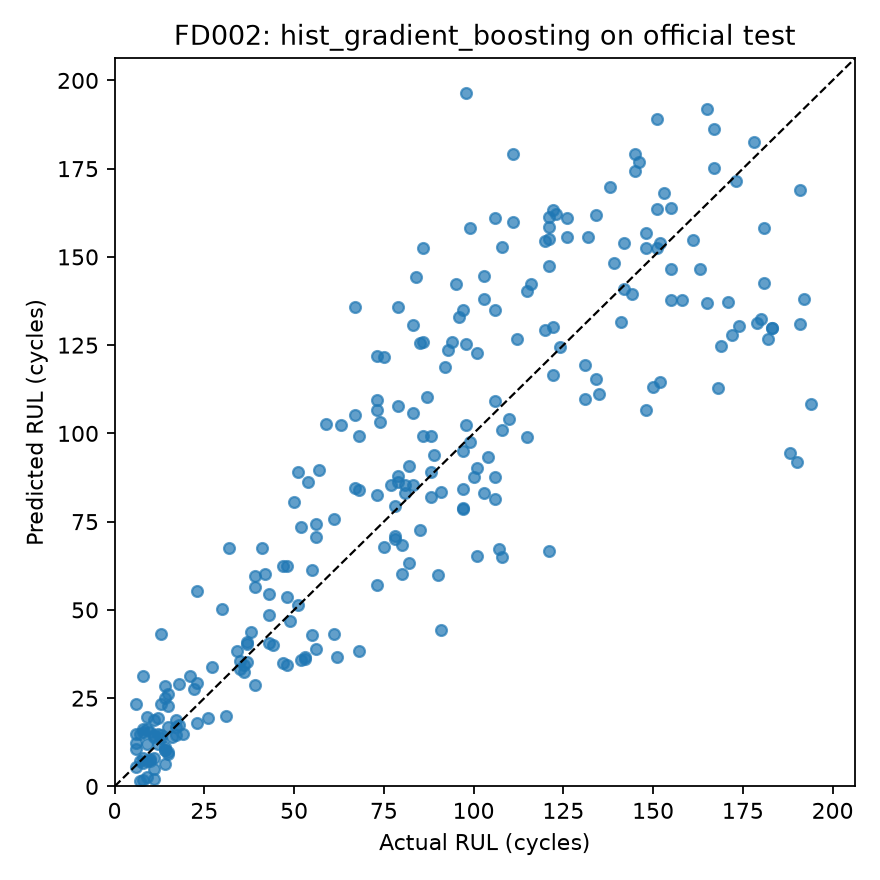 FD002: hist_gradient_boosting on official test
200
175
150
125
100
75
50
25
0
Predicted RUL (cycles)
0 25 50 75 100 125 150 175 200
Actual RUL (cycles)